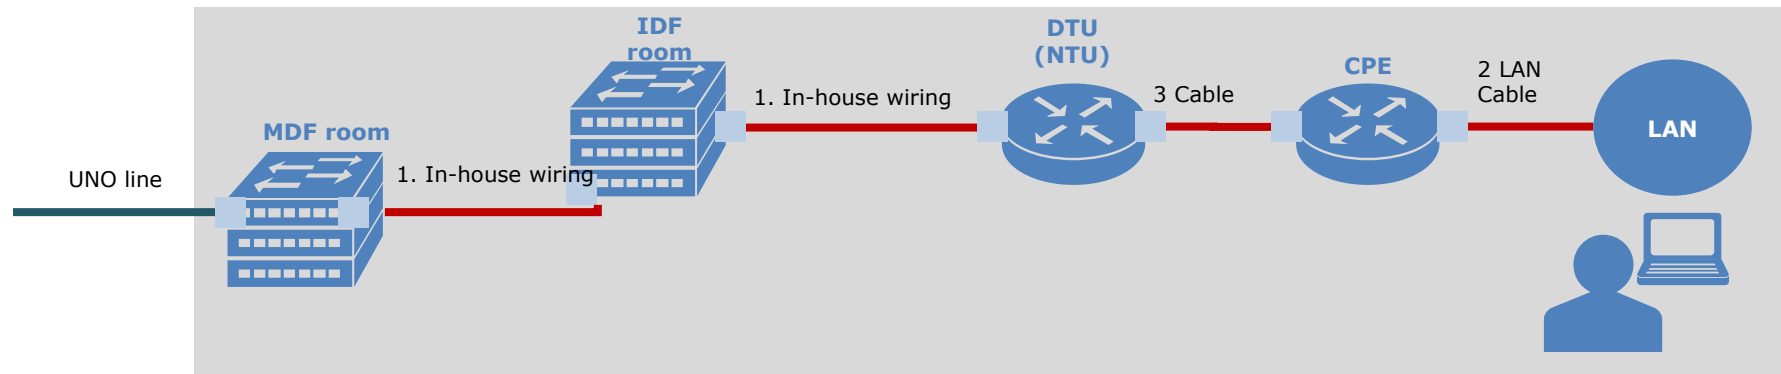 UNO line
MDF room
1. In-house wiring
IDF
room
1. In-house wiring
DTU
(NTU)
3 Cable
CPE
2 LAN
Cable
LAN